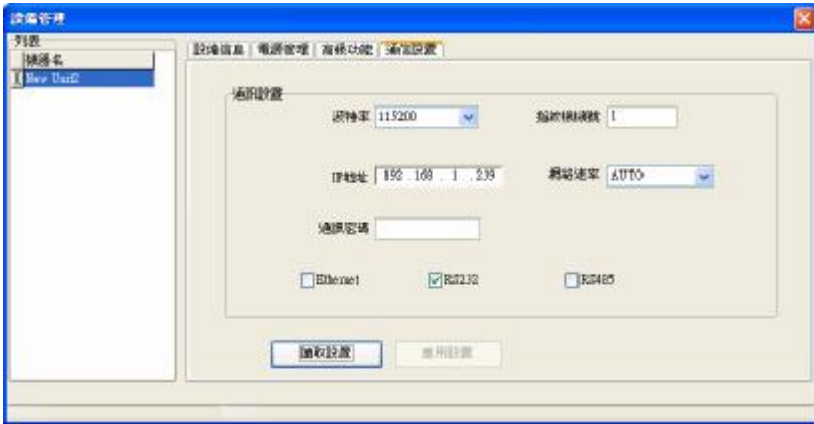 設備管理
列表
機器名
New Unit2
設備信息 電源管理 高級功能 通信設置
通訊設置
波特率 115200 指紋機機號 1
IP地址 192 . 168 . 1 . 239 網絡速率 AUTO
通訊密碼
Ethernet RS232 RS485
讀取設置 應用設置